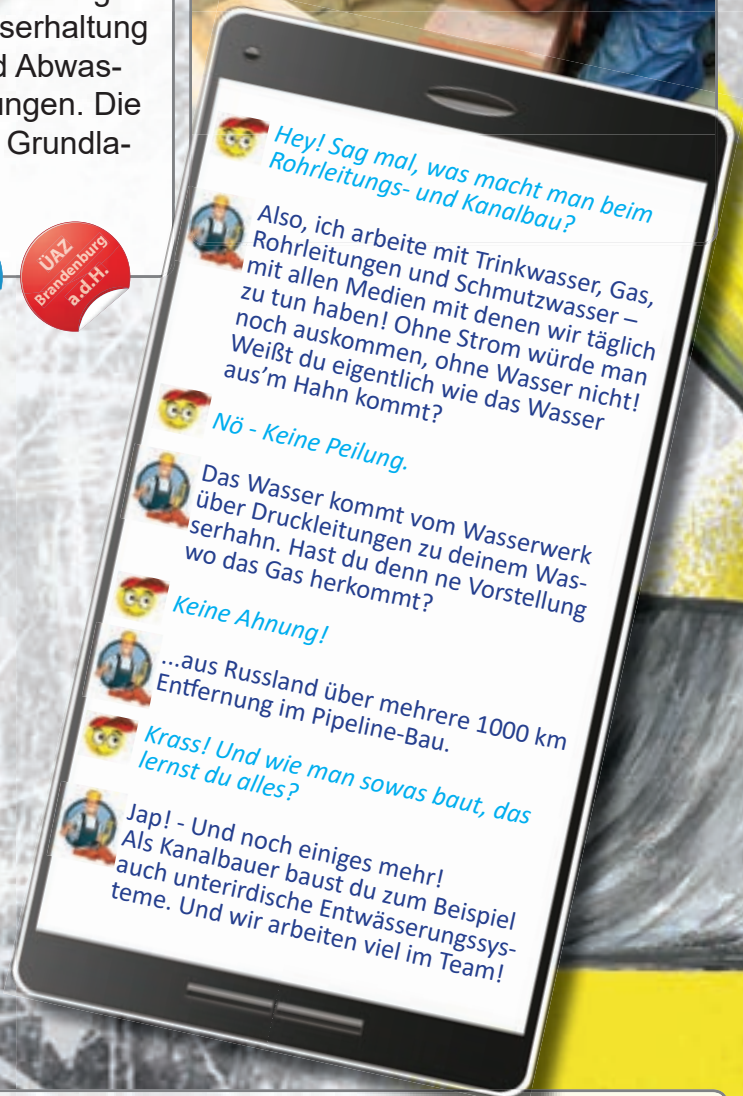 serhaltung
d Abwas-
ungen. Die
Grundla-
ÜAZ
Brandenburg
a.d.H.
Hey! Sag mal, was macht man beim
Rohrleitungs- und Kanalbau?
Also, ich arbeite mit Trinkwasser, Gas,
Rohrleitungen und Schmutzwasser –
mit allen Medien mit denen wir täglich
zu tun haben! Ohne Strom würde man
noch auskommen, ohne Wasser nicht!
Weißt du eigentlich wie das Wasser
aus’m Hahn kommt?
Nö - Keine Peilung.
Das Wasser kommt vom Wasserwerk
über Druckleitungen zu deinem Was-
serhahn. Hast du denn ne Vorstellung
wo das Gas herkommt?
Keine Ahnung!
...aus Russland über mehrere 1000 km
Entfernung im Pipeline-Bau.
Krass! Und wie man sowas baut, das
lernst du alles?
Jap! - Und noch einiges mehr!
Als Kanalbauer baust du zum Beispiel
auch unterirdische Entwässerungssys-
teme. Und wir arbeiten viel im Team!